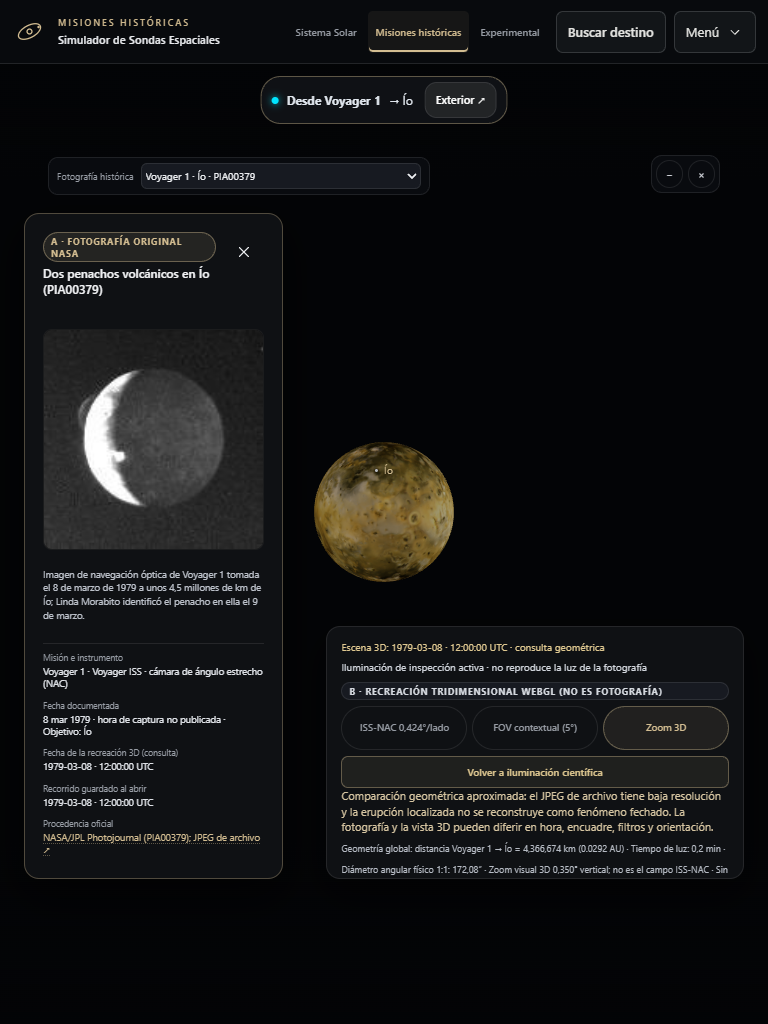 MISIONES HISTÓRICAS
Simulador de Sondas Espaciales
Sistema Solar
Misiones históricas
Experimental
Buscar destino
Menú
Desde Voyager 1 → Ío
Exterior ↗
Fotografía histórica
Voyager 1 · Ío · PIA00379
−
×
A · FOTOGRAFÍA ORIGINAL
NASA
Dos penachos volcánicos en Ío
(PIA00379)
Imagen de navegación óptica de Voyager 1 tomada
el 8 de marzo de 1979 a unos 4,5 millones de km de
Ío; Linda Morabito identificó el penacho en ella el 9
de marzo.
Misión e instrumento
Voyager 1 · Voyager ISS · cámara de ángulo estrecho
(NAC)
Fecha documentada
8 mar 1979 · hora de captura no publicada ·
Objetivo: Ío
Fecha de la recreación 3D (consulta)
1979-03-08 · 12:00:00 UTC
Recorrido guardado al abrir
1979-03-08 · 12:00:00 UTC
Procedencia oficial
NASA/JPL Photojournal (PIA00379); JPEG de archivo
↗
Ío
Escena 3D: 1979-03-08 · 12:00:00 UTC · consulta geométrica
Iluminación de inspección activa · no reproduce la luz de la fotografía
B · RECREACIÓN TRIDIMENSIONAL WEBGL (NO ES FOTOGRAFÍA)
ISS-NAC 0,424°/lado
FOV contextual (5°)
Zoom 3D
Volver a iluminación científica
Comparación geométrica aproximada: el JPEG de archivo tiene baja resolución
y la erupción localizada no se reconstruye como fenómeno fechado. La
fotografía y la vista 3D pueden diferir en hora, encuadre, filtros y orientación.
Geometría global: distancia Voyager 1 → Ío = 4,366,674 km (0.0292 AU) · Tiempo de luz: 0,2 min ·
Diámetro angular físico 1:1: 172,08″ · Zoom visual 3D 0,350° vertical; no es el campo ISS-NAC · Sin